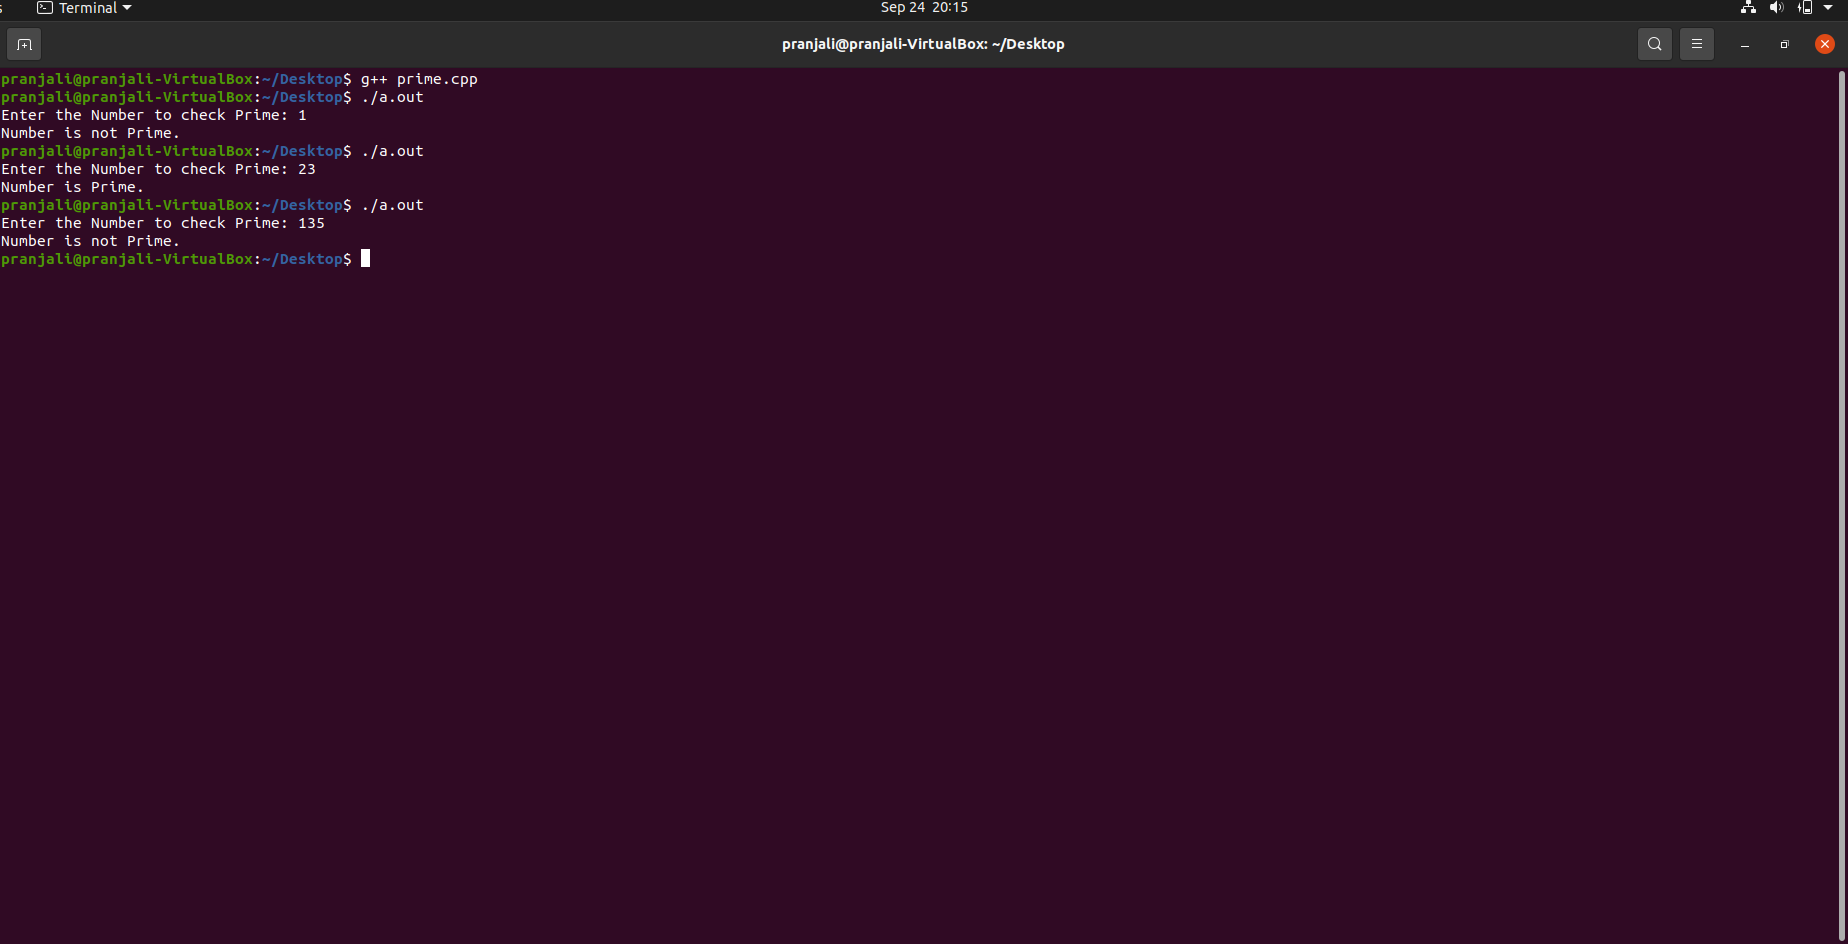 Terminal
Sep 24 20:15
pranjali@pranjali-VirtualBox: ~/Desktop
pranjali@pranjali-VirtualBox:~/Desktop$ g++ prime.cpp
pranjali@pranjali-VirtualBox:~/Desktop$ ./a.out
Enter the Number to check Prime: 1
Number is not Prime.
pranjali@pranjali-VirtualBox:~/Desktop$ ./a.out
Enter the Number to check Prime: 23
Number is Prime.
pranjali@pranjali-VirtualBox:~/Desktop$ ./a.out
Enter the Number to check Prime: 135
Number is not Prime.
pranjali@pranjali-VirtualBox:~/Desktop$